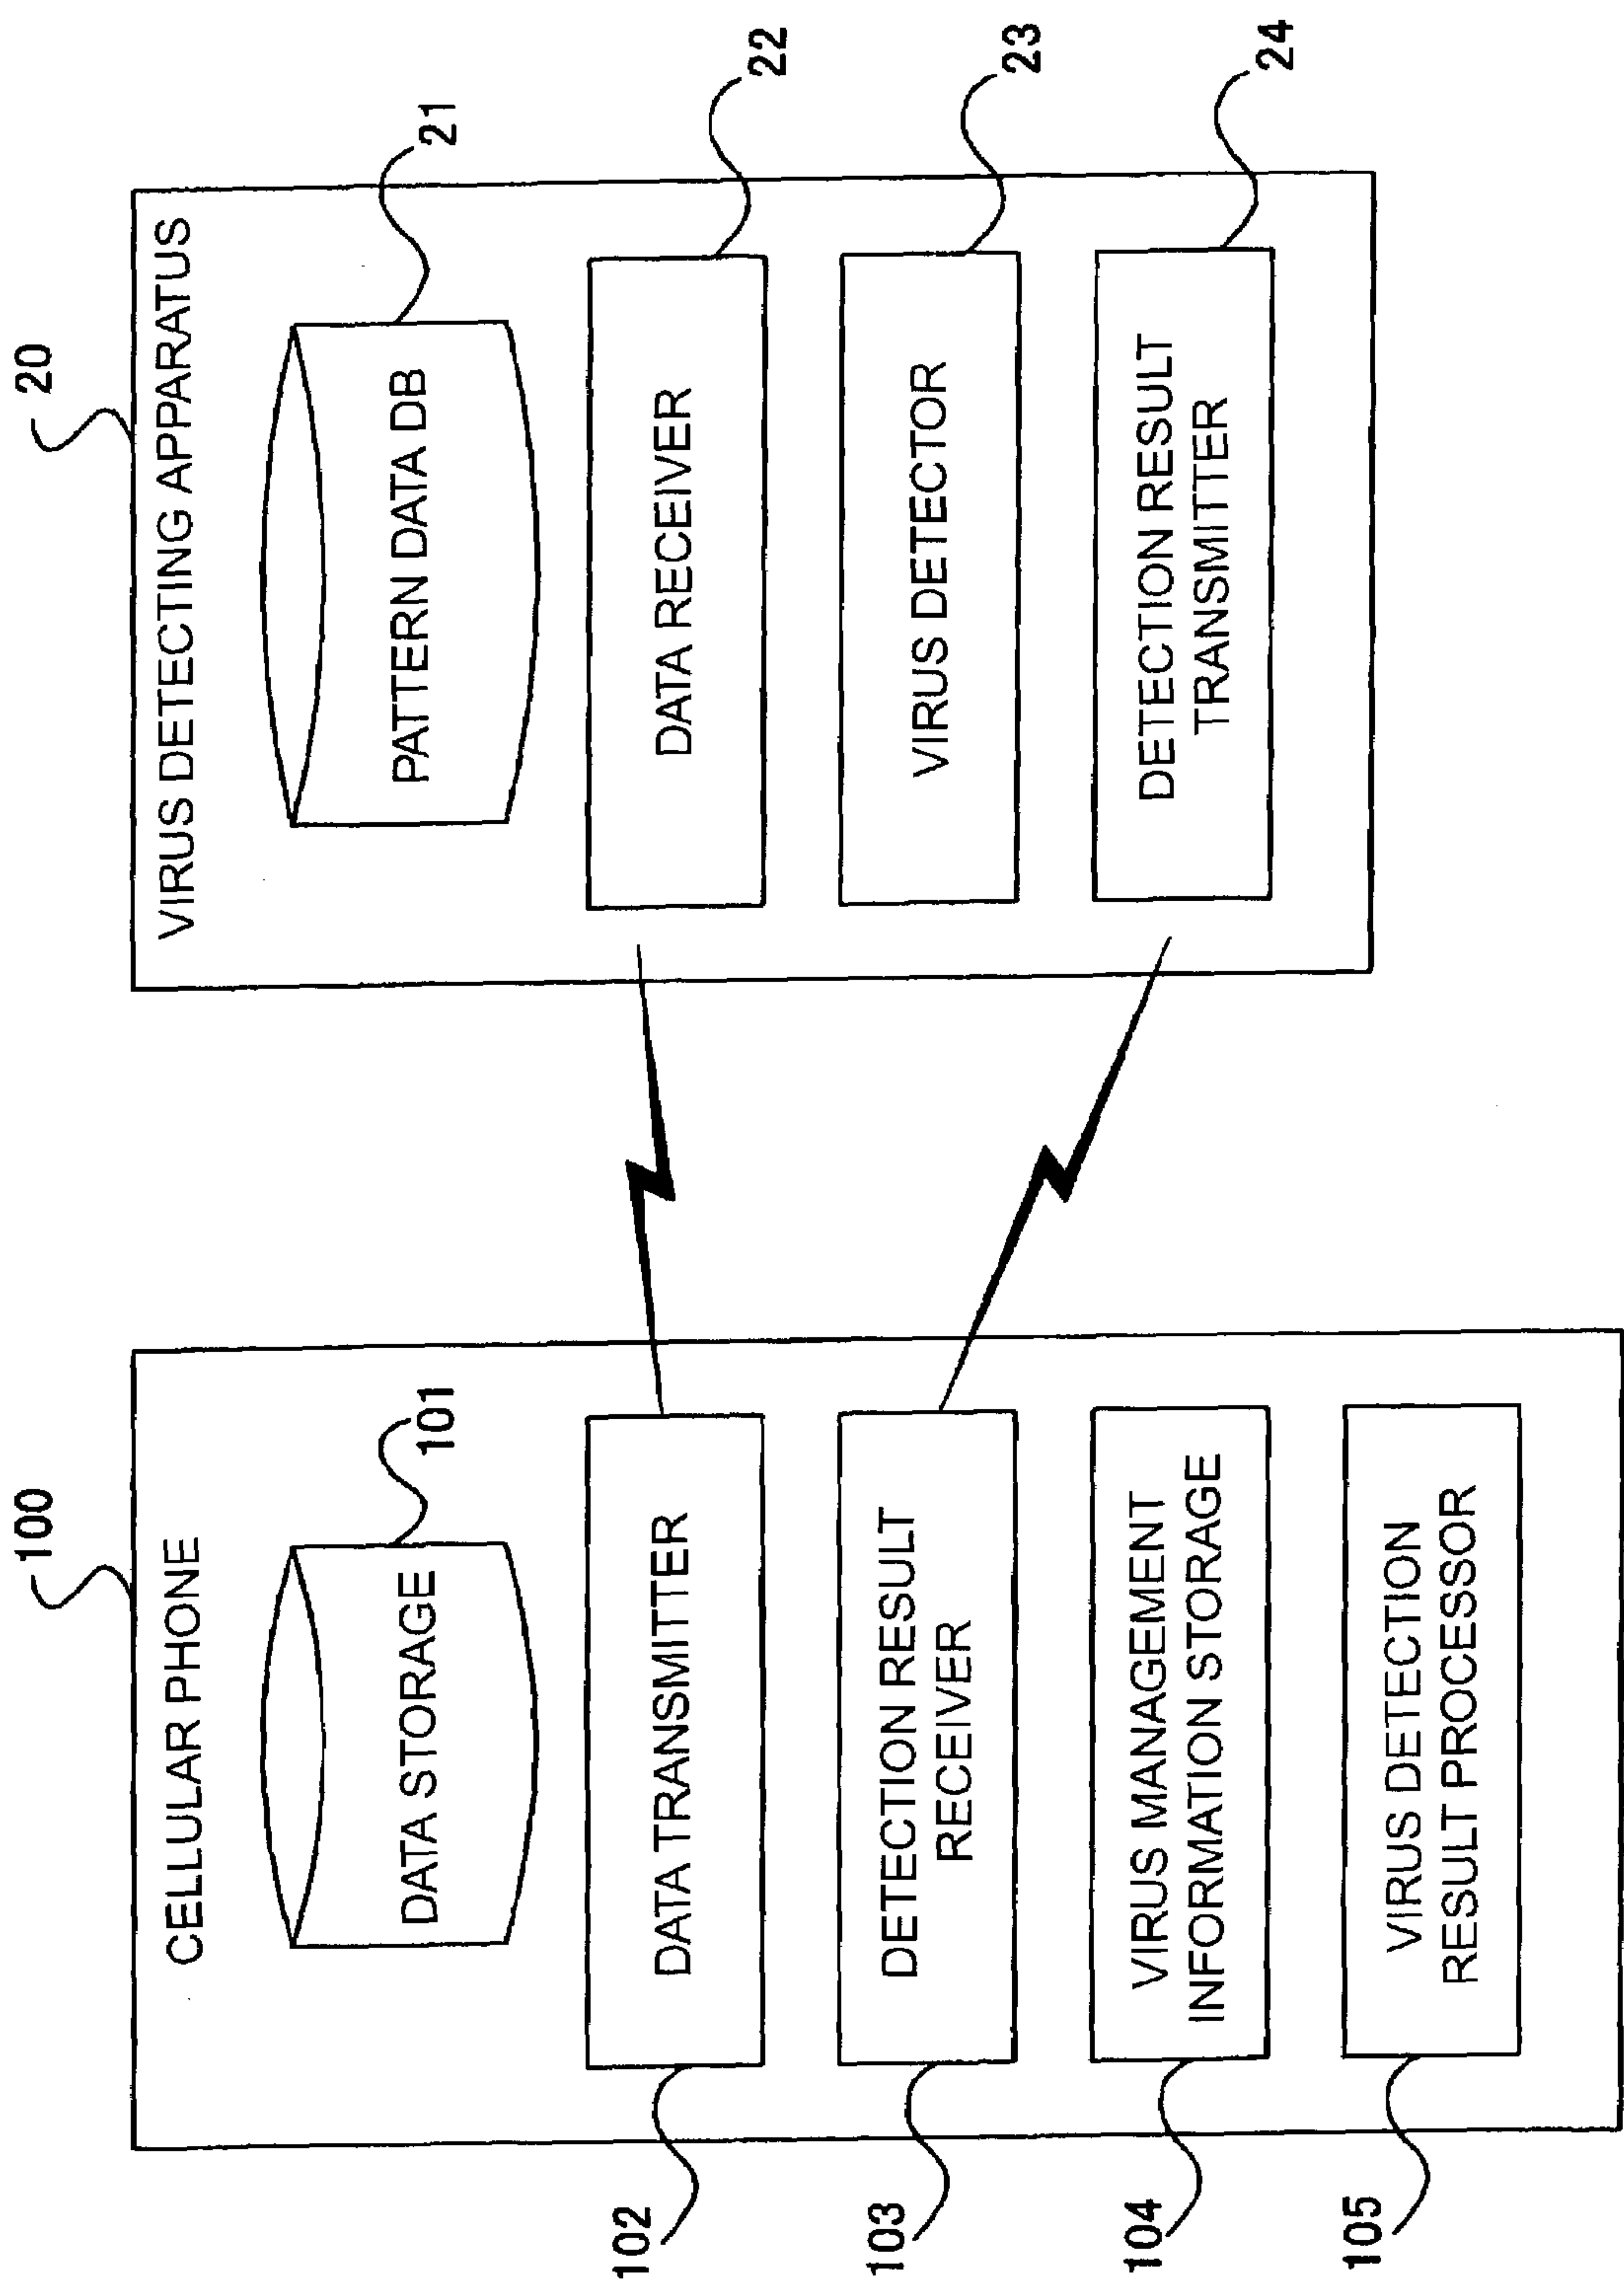 100
CELLULAR PHONE
101
DATA STORAGE
102
DATA TRANSMITTER
103
DETECTION RESULT
RECEIVER
104
VIRUS MANAGEMENT
INFORMATION STORAGE
105
VIRUS DETECTION
RESULT PROCESSOR
20
VIRUS DETECTING APPARATUS
21
PATTERN DATA DB
22
DATA RECEIVER
23
VIRUS DETECTOR
24
DETECTION RESULT
TRANSMITTER